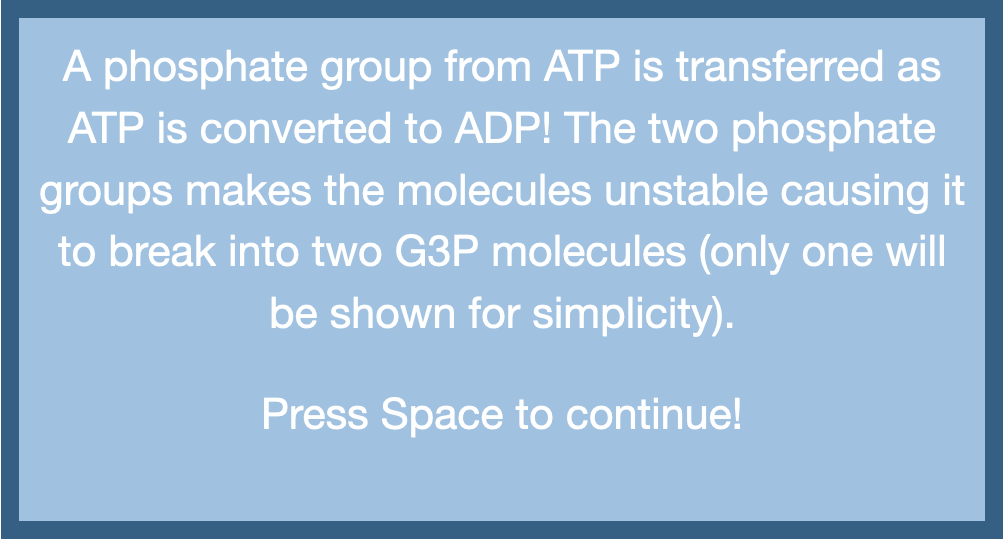 A phosphate group from ATP is transferred as
ATP is converted to ADP! The two phosphate
groups makes the molecules unstable causing it
to break into two G3P molecules (only one will
be shown for simplicity).
Press Space to continue!